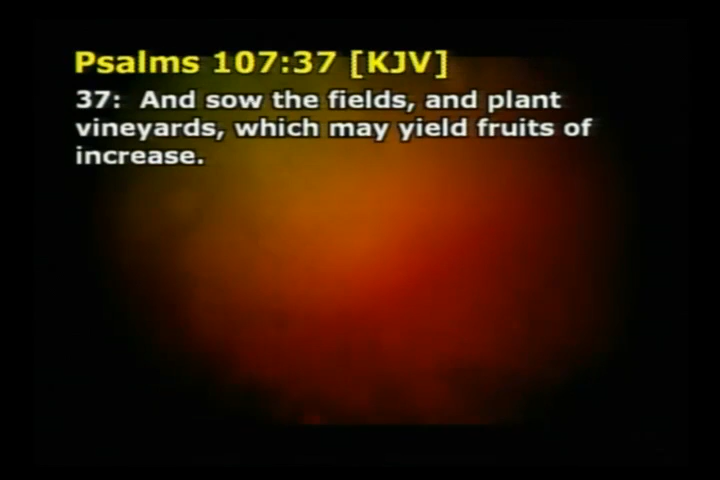 Psalms 107:37 [KJV]
37: And sow the fields, and plant
vineyards, which may yield fruits of
increase.